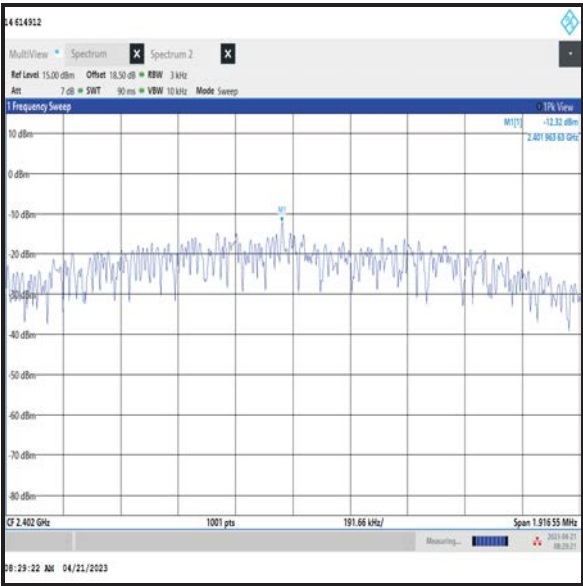 14 614912
MultiView Spectrum X Spectrum 2 X
Ref Level 15.00 dBm Offset 18.50 dB RBW 3 kHz
Att 7 dB SWT 90 ms VBW 10 kHz Mode Sweep
1 Frequency Sweep 1Pk View
M1[1] -12.32 dBm
2.401 963 63 GHz
10 dBm
0 dBm
M1
-10 dBm
-20 dBm
-30 dBm
-40 dBm
-50 dBm
-60 dBm
-70 dBm
-80 dBm
CF 2.402 GHz 1001 pts 191.66 kHz/ Span 1.916 55 MHz
Measuring...
08:29:21
08:29:22 AM 04/21/2023